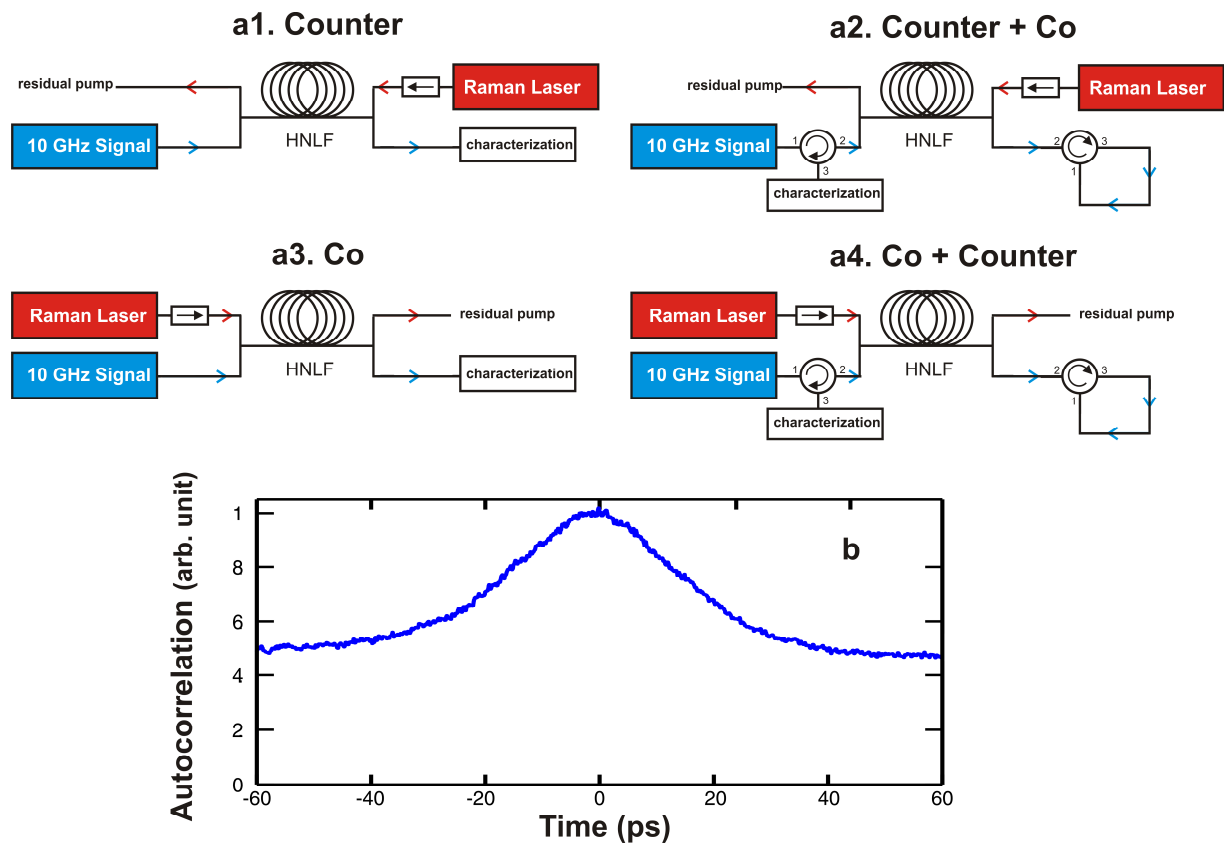 a1. Counter
a2. Counter + Co
residual pump
Raman Laser
10 GHz Signal
HNLF
characterization
residual pump
Raman Laser
10 GHz Signal
1
2
3
HNLF
2
3
1
characterization
a3. Co
a4. Co + Counter
Raman Laser
residual pump
10 GHz Signal
HNLF
characterization
Raman Laser
residual pump
10 GHz Signal
1
2
3
HNLF
2
3
1
characterization
Autocorrelation (arb. unit)
1
8
6
4
2
0
b
-60
-40
-20
0
20
40
60
Time (ps)